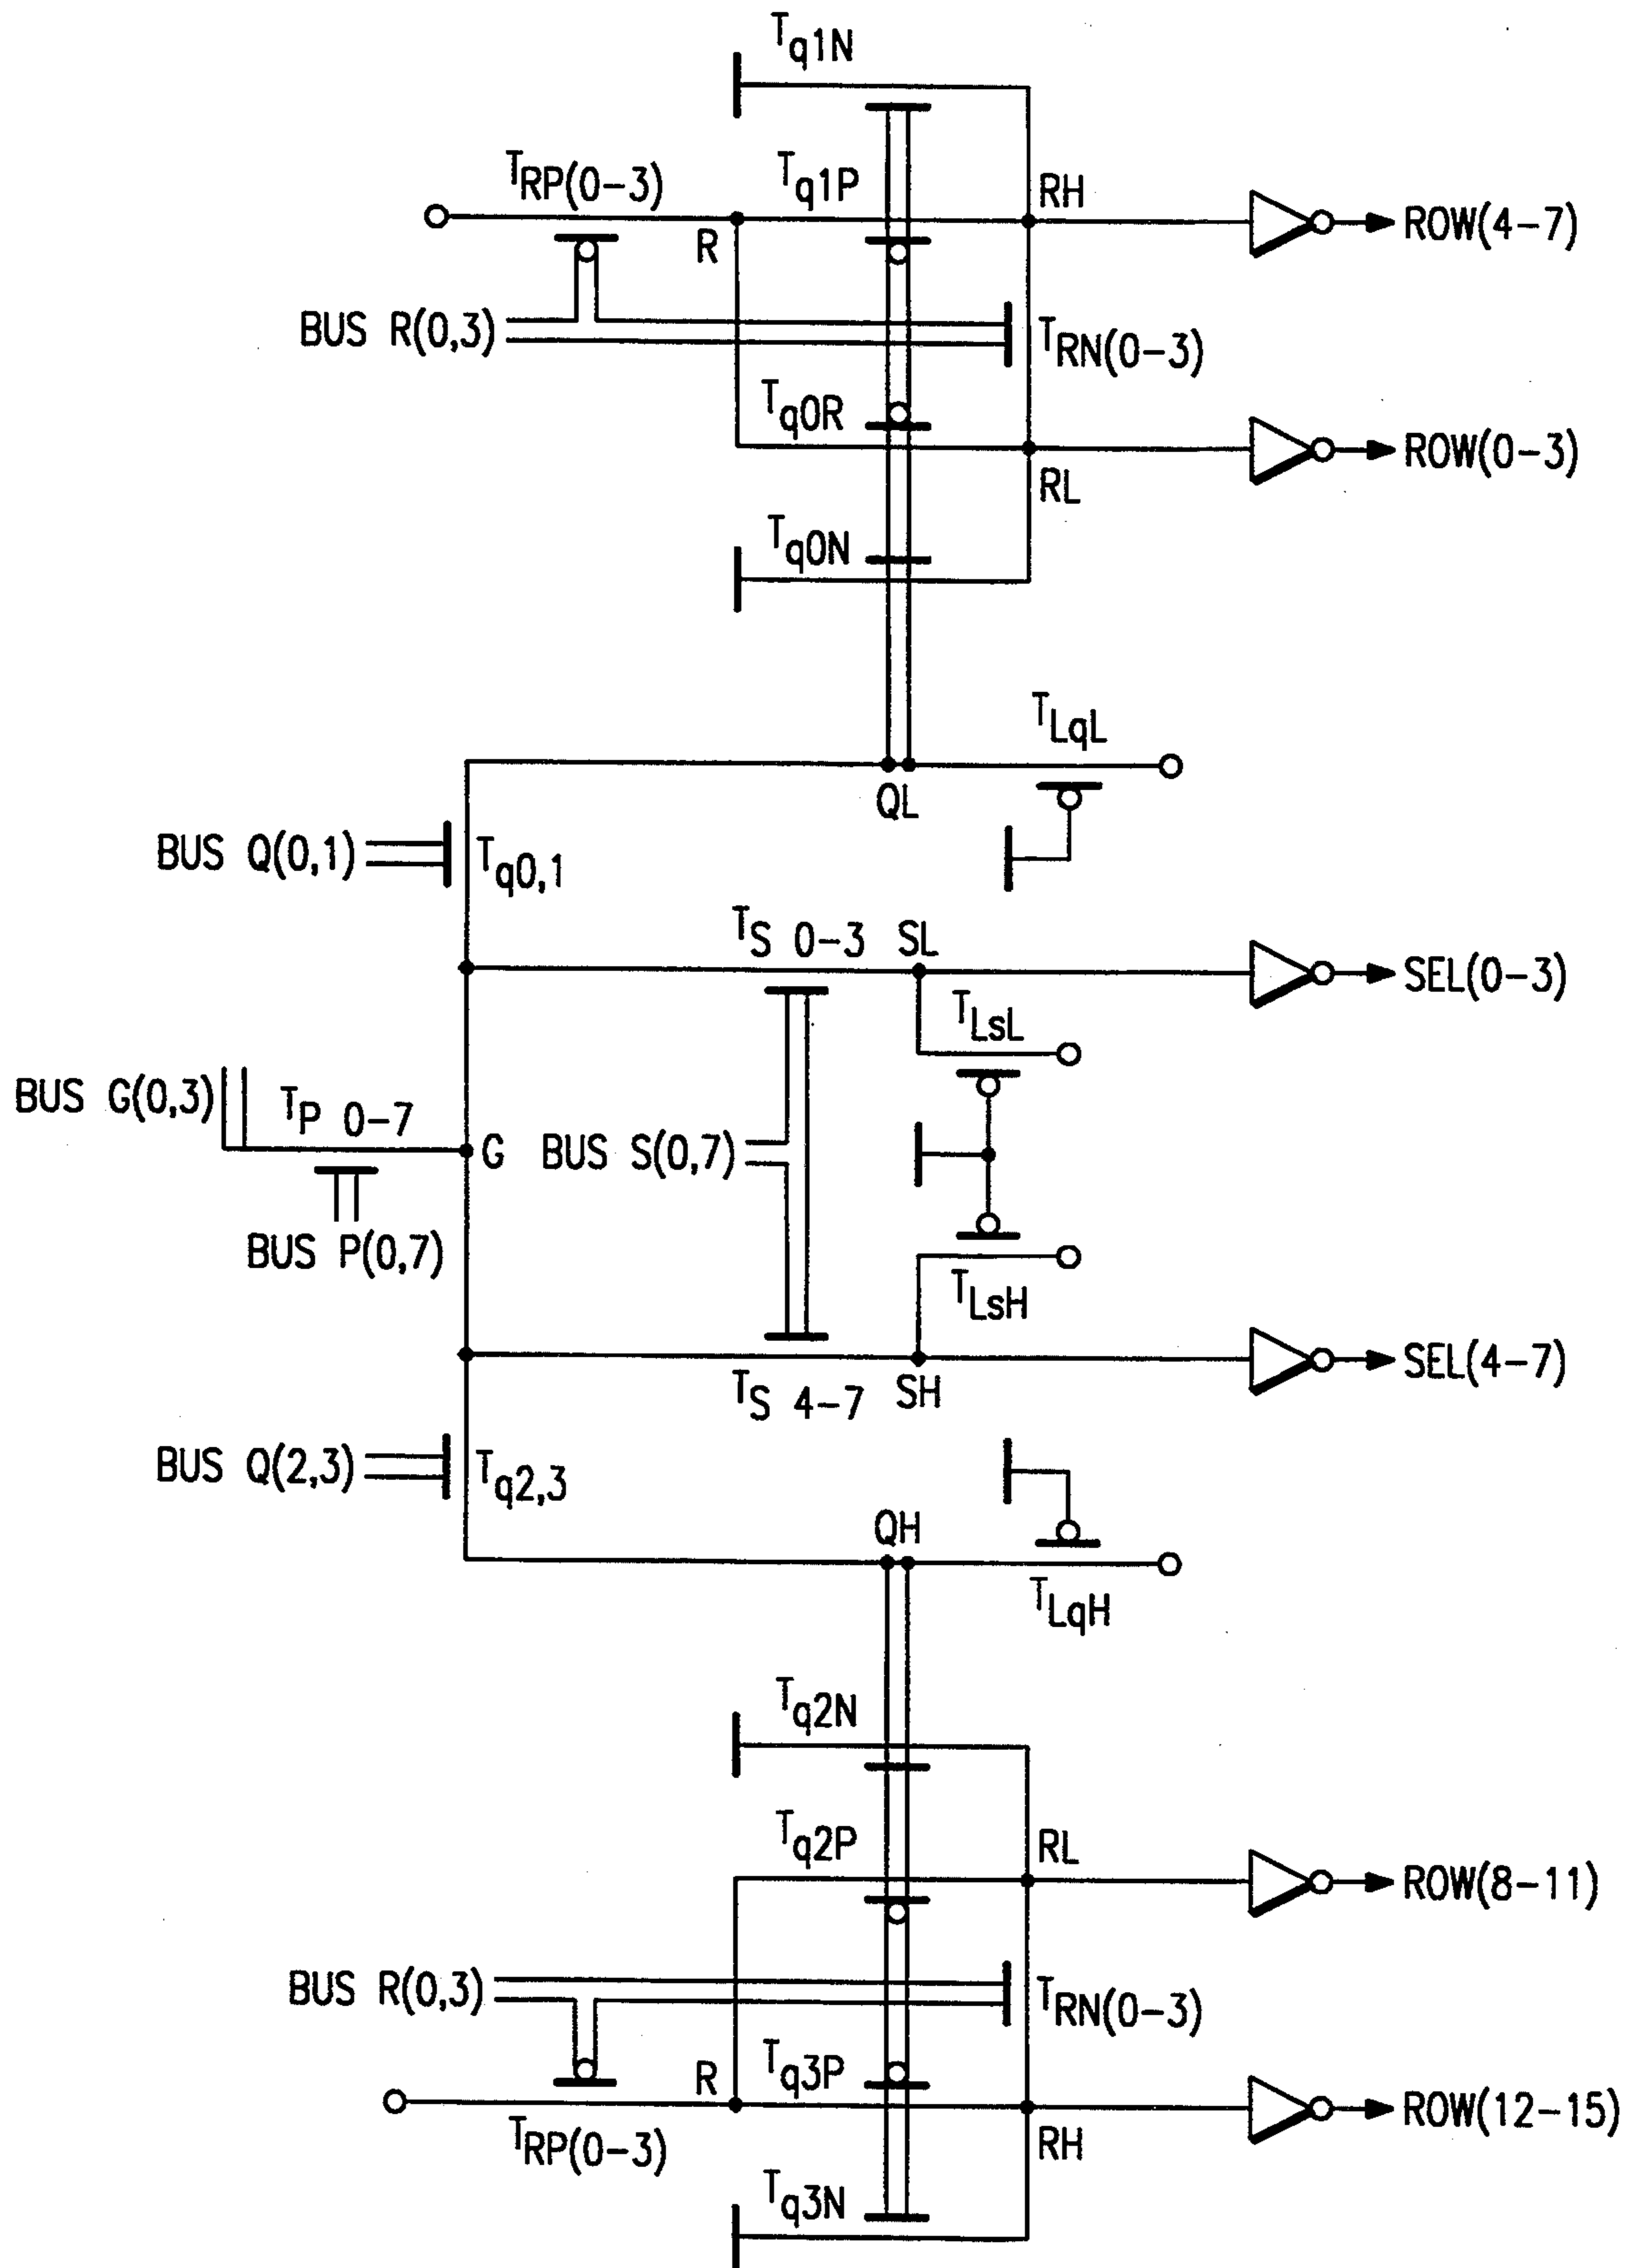 Tq1N
TRP(0-3)
Tq1P
RH
ROW(4-7)
R
BUS R(0,3)
TRN(0-3)
Tq0R
ROW(0-3)
RL
Tq0N
TLqL
QL
BUS Q(0,1)
Tq0,1
TS 0-3
SL
SEL(0-3)
TLsL
BUS G(0,3)
TP 0-7
G
BUS S(0,7)
BUS P(0,7)
TLsH
SEL(4-7)
TS 4-7
SH
BUS Q(2,3)
Tq2,3
QH
TLqH
Tq2N
Tq2P
RL
ROW(8-11)
BUS R(0,3)
TRN(0-3)
R
Tq3P
ROW(12-15)
TRP(0-3)
RH
Tq3N